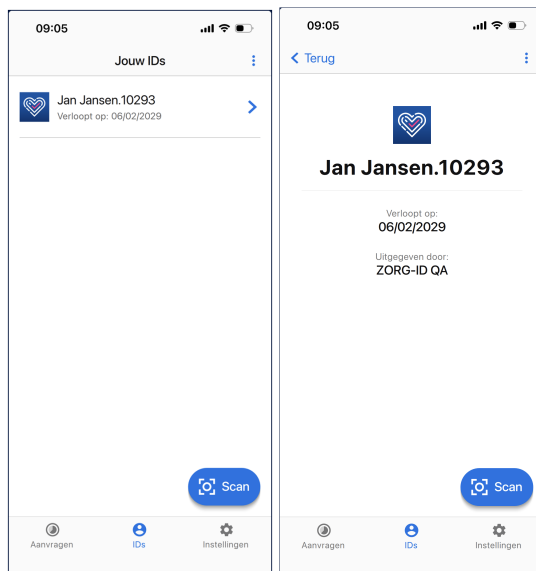 09:05
Jouw IDs
Jan Jansen.10293
Verloopt op: 06/02/2029
Scan
Aanvragen
IDs
Instellingen
09:05
Terug
Jan Jansen.10293
Verloopt op:
06/02/2029
Uitgegeven door:
ZORG-ID QA
Scan
Aanvragen
IDs
Instellingen